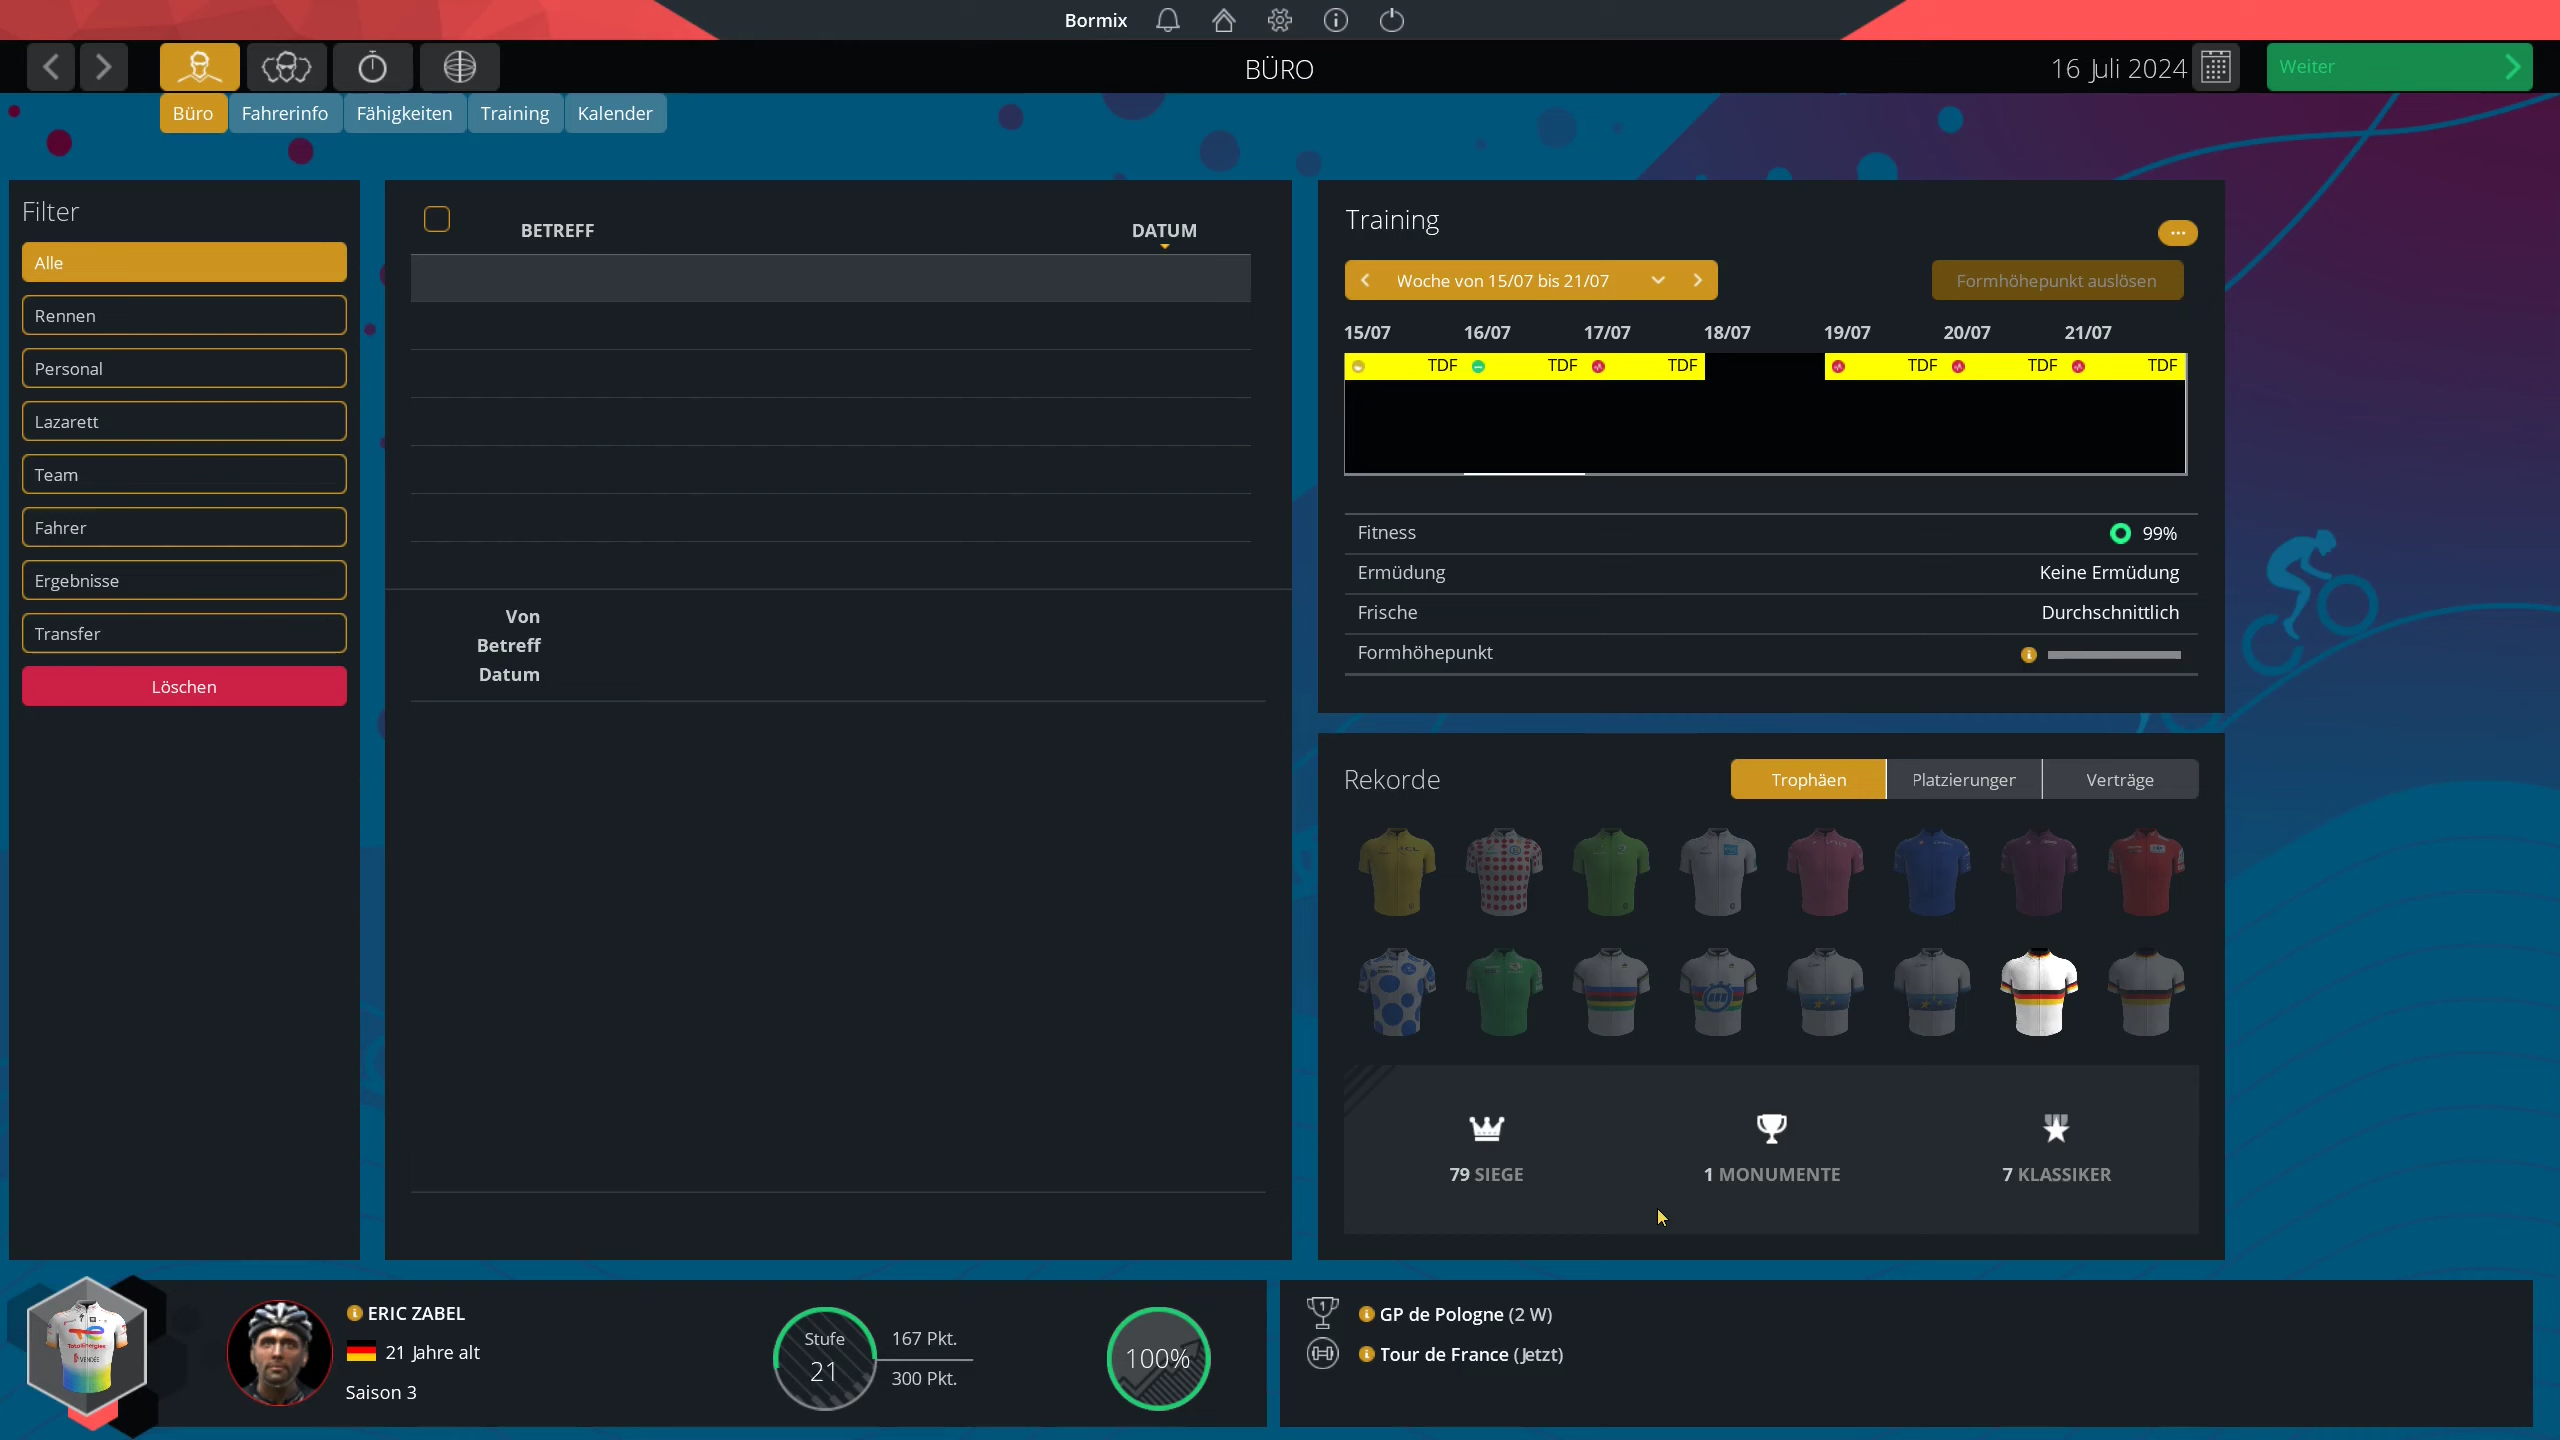 Bormix
BÜRO
16 Juli 2024
Weiter
Büro
Fahrerinfo
Fähigkeiten
Training
Kalender
Filter
Alle
Rennen
Personal
Lazarett
Team
Fahrer
Ergebnisse
Transfer
Löschen
BETREFF
DATUM
Von
Betreff
Datum
Training
Woche von 15/07 bis 21/07
Formhöhepunkt auslösen
15/07 16/07 17/07 18/07 19/07 20/07 21/07
TDF TDF TDF TDF TDF TDF
Fitness 99%
Ermüdung Keine Ermüdung
Frische Durchschnittlich
Formhöhepunkt
Rekorde
Trophäen
Platzierunger
Verträge
79 SIEGE
1 MONUMENTE
7 KLASSIKER
TotalEnergies
VENDÉE
ERIC ZABEL
21 Jahre alt
Saison 3
Stufe
21
167 Pkt.
300 Pkt.
100%
GP de Pologne (2 W)
Tour de France (Jetzt)